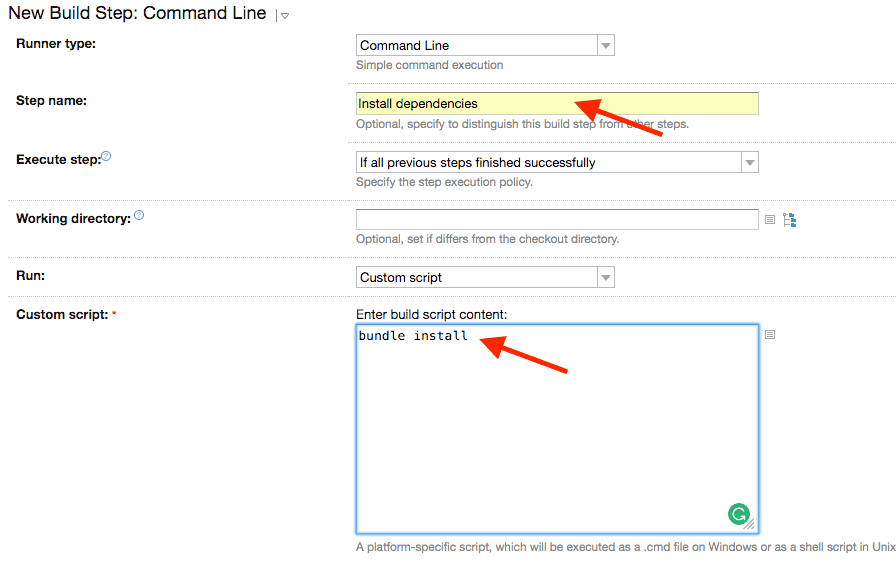 New Build Step: Command Line
Runner type:
Command Line
Simple command execution
Step name:
Install dependencies
Optional, specify to distinguish this build step from other steps.
Execute step:
If all previous steps finished successfully
Specify the step execution policy.
Working directory:
Optional, set if differs from the checkout directory.
Run:
Custom script
Custom script: *
Enter build script content:
bundle install
A platform-specific script, which will be executed as a .cmd file on Windows or as a shell script in Unix